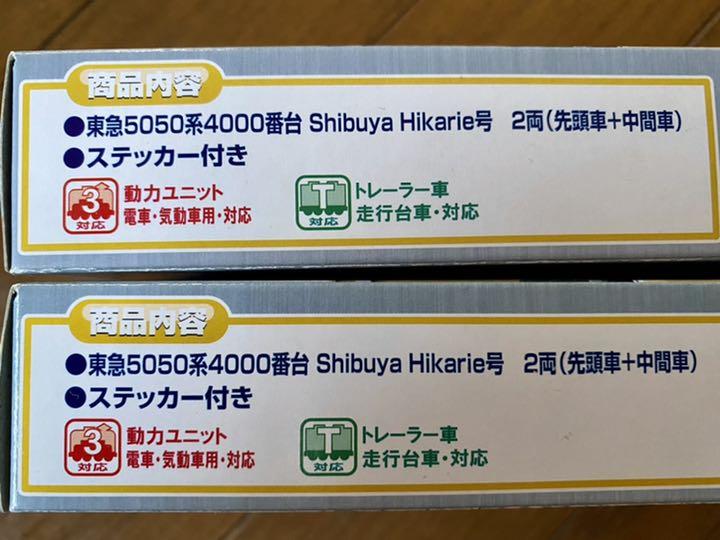 商品内容
●東急5050系4000番台 Shibuya Hikarie号 2両(先頭車+中間車)
●ステッカー付き
3 対応 動力ユニット 電車・気動車用・対応
T 対応 トレーラー車 走行台車・対応
商品内容
●東急5050系4000番台 Shibuya Hikarie号 2両(先頭車+中間車)
●ステッカー付き
3 対応 動力ユニット 電車・気動車用・対応
T 対応 トレーラー車 走行台車・対応